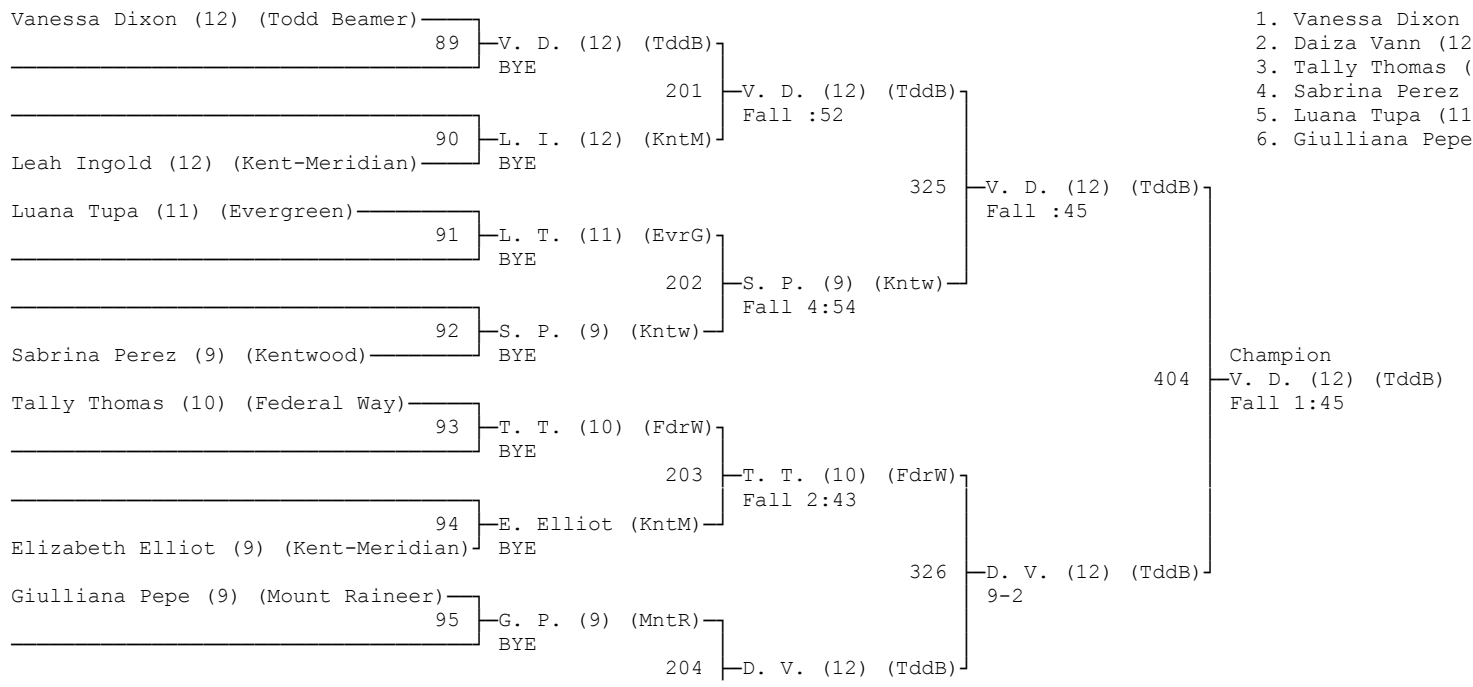 Vanessa Dixon (12) (Todd Beamer) 1. Vanessa Dixon
89 V. D. (12) (TddB) 2. Daiza Vann (12
BYE 3. Tally Thomas (
201 V. D. (12) (TddB) 4. Sabrina Perez
Fall :52 5. Luana Tupa (11
90 L. I. (12) (KntM) 6. Giulliana Pepe
Leah Ingold (12) (Kent-Meridian) BYE
325 V. D. (12) (TddB)
Luana Tupa (11) (Evergreen) Fall :45
91 L. T. (11) (EvrG)
BYE
202 S. P. (9) (Kntw)
Fall 4:54
92 S. P. (9) (Kntw)
Sabrina Perez (9) (Kentwood) BYE Champion
404 V. D. (12) (TddB)
Tally Thomas (10) (Federal Way) Fall 1:45
93 T. T. (10) (FdrW)
BYE
203 T. T. (10) (FdrW)
Fall 2:43
94 E. Elliot (KntM)
Elizabeth Elliot (9) (Kent-Meridian) BYE
326 D. V. (12) (TddB)
Giulliana Pepe (9) (Mount Raineer) 9-2
95 G. P. (9) (MntR)
BYE
204 D. V. (12) (TddB)